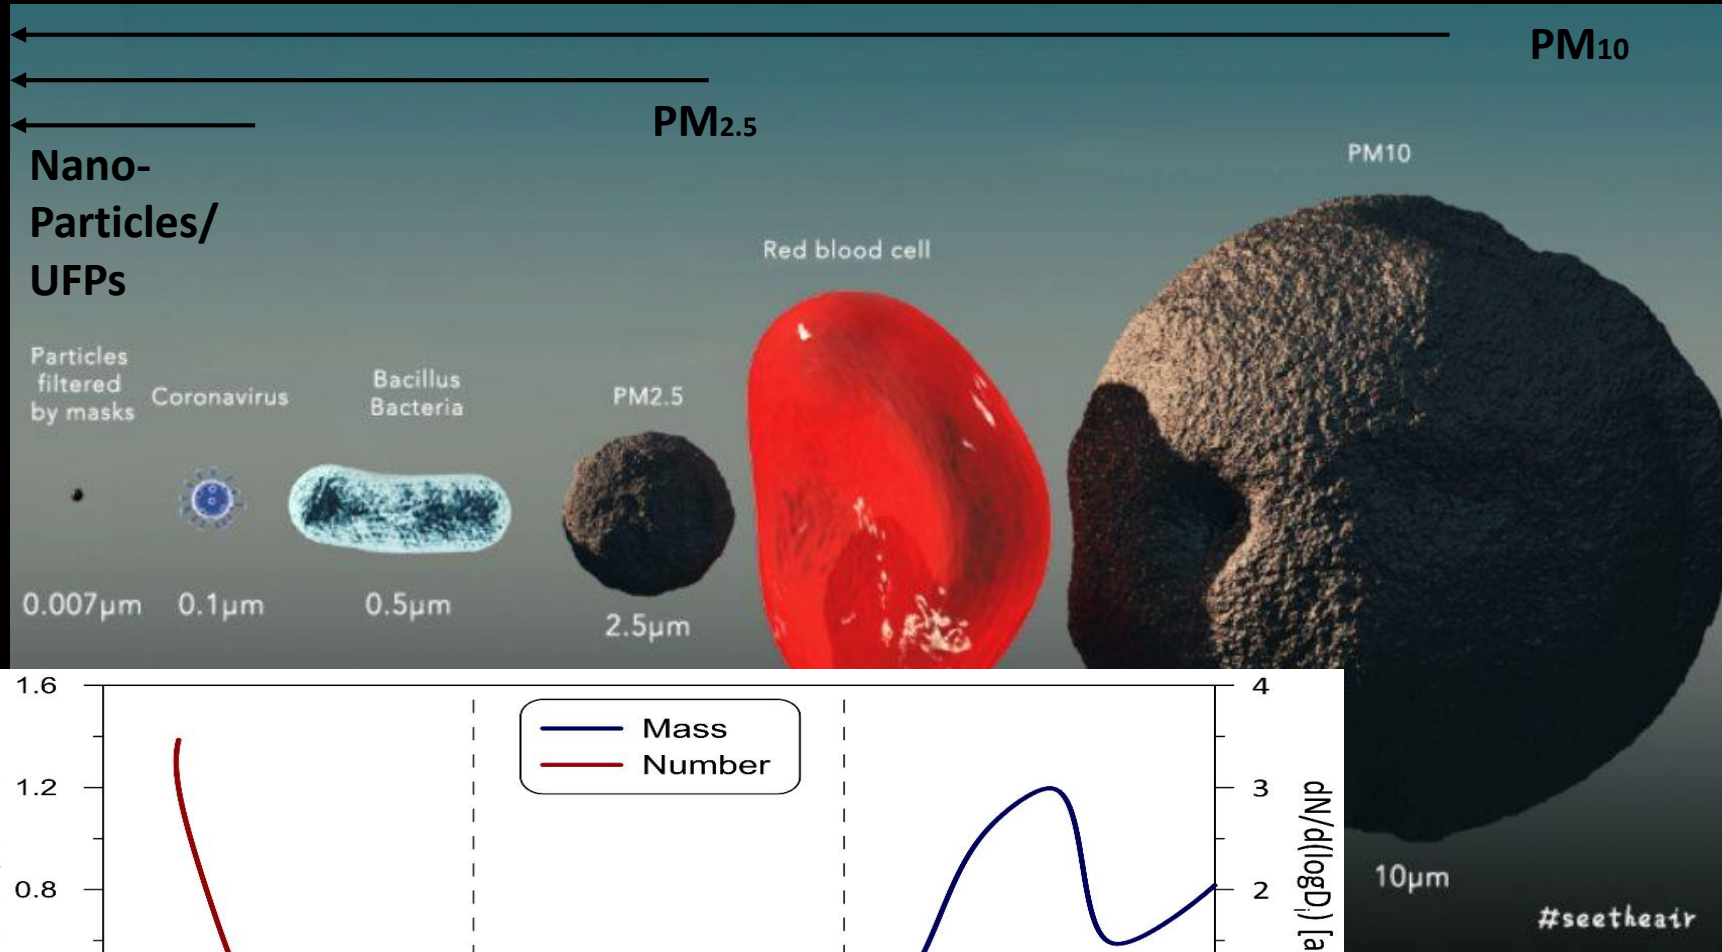 PM10
PM2.5
Nano-
Particles/
UFPs
PM10
Red blood cell
Particles
filtered
by masks
Coronavirus
Bacillus
Bacteria
PM2.5
0.007µm
0.1µm
0.5µm
2.5µm
10µm
#seetheair
1.6
1.2
0.8
Mass
Number
4
3
2
dN/d(logDi) [a